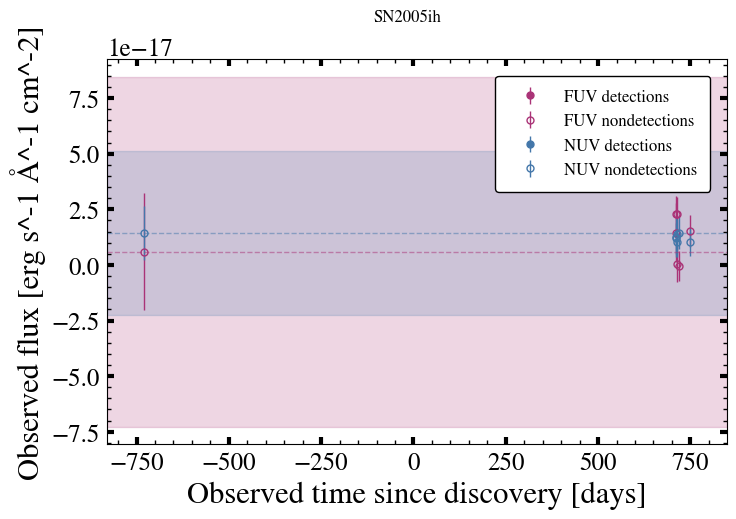 SN2005ih
1e−17
Observed flux [erg s^-1 Å^-1 cm^-2]
7.5
5.0
2.5
0.0
−2.5
−5.0
−7.5
FUV detections
FUV nondetections
NUV detections
NUV nondetections
−750 −500 −250 0 250 500 750
Observed time since discovery [days]